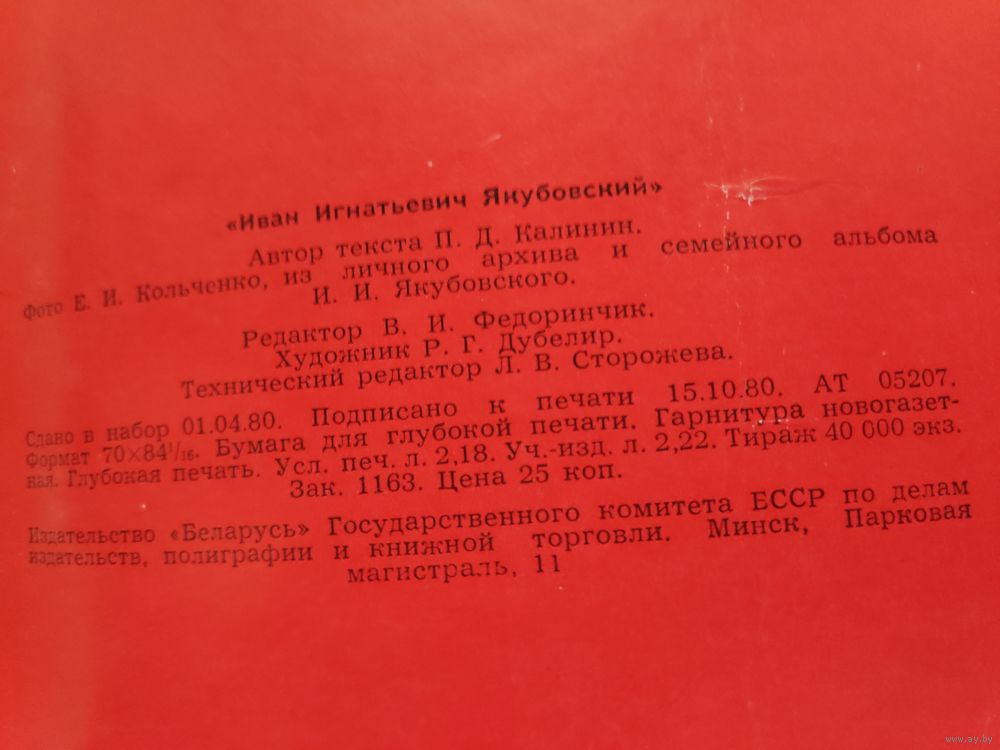 «Иван Игнатьевич Якубовский»
Автор текста П. Д. Калинин.
Фото Е. И. Кольченко, из личного архива и семейного альбома
И. И. Якубовского.
Редактор В. И. Федоринчик.
Художник Р. Г. Дубелир.
Технический редактор Л. В. Сторожева.
Сдано в набор 01.04.80. Подписано к печати 15.10.80. АТ 05207.
Формат 70×84¹/₁₆. Бумага для глубокой печати. Гарнитура новогазет-
ная. Глубокая печать. Усл. печ. л. 2,18. Уч.-изд. л. 2,22. Тираж 40 000 экз.
Зак. 1163. Цена 25 коп.
Издательство «Беларусь» Государственного комитета БССР по делам
издательств, полиграфии и книжной торговли. Минск, Парковая
магистраль, 11
www.ay.by